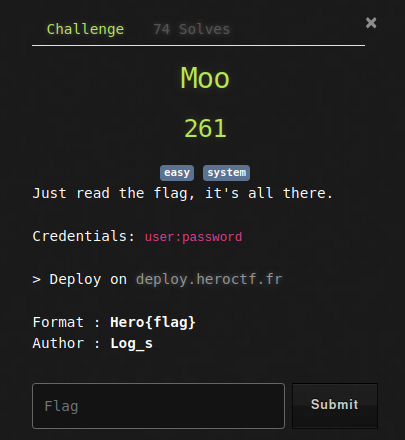 Challenge 74 Solves ×
Moo
261
easy system
Just read the flag, it's all there.
Credentials: user:password
> Deploy on deploy.heroctf.fr
Format : Hero{flag}
Author : Log_s
Flag Submit